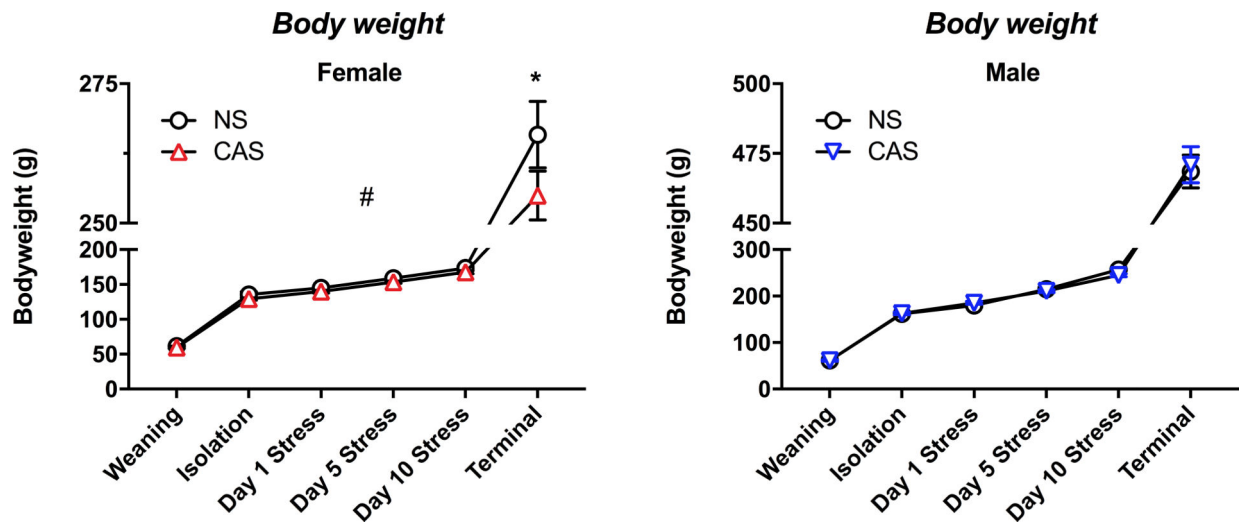 Body weight
Female
*
275
NS
CAS
#
250
200
150
100
50
0
Bodyweight (g)
Weaning
Isolation
Day 1 Stress
Day 5 Stress
Day 10 Stress
Terminal
Body weight
Male
500
NS
CAS
475
450
300
200
100
0
Bodyweight (g)
Weaning
Isolation
Day 1 Stress
Day 5 Stress
Day 10 Stress
Terminal